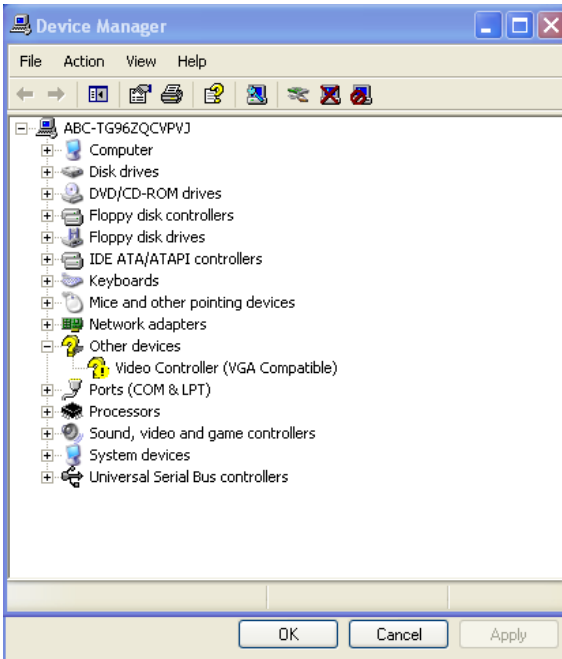 Device Manager
File Action View Help
ABC-TG96ZQCVPVJ
Computer
Disk drives
DVD/CD-ROM drives
Floppy disk controllers
Floppy disk drives
IDE ATA/ATAPI controllers
Keyboards
Mice and other pointing devices
Network adapters
Other devices
Video Controller (VGA Compatible)
Ports (COM & LPT)
Processors
Sound, video and game controllers
System devices
Universal Serial Bus controllers
OK Cancel Apply